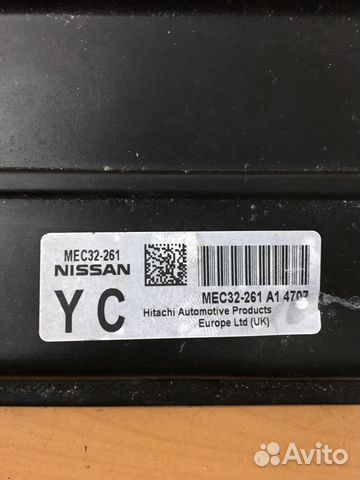 MEC32-261
NISSAN
YC
MEC32-261 A1 4707
Hitachi Automotive Products
Europe Ltd (UK)
Avito